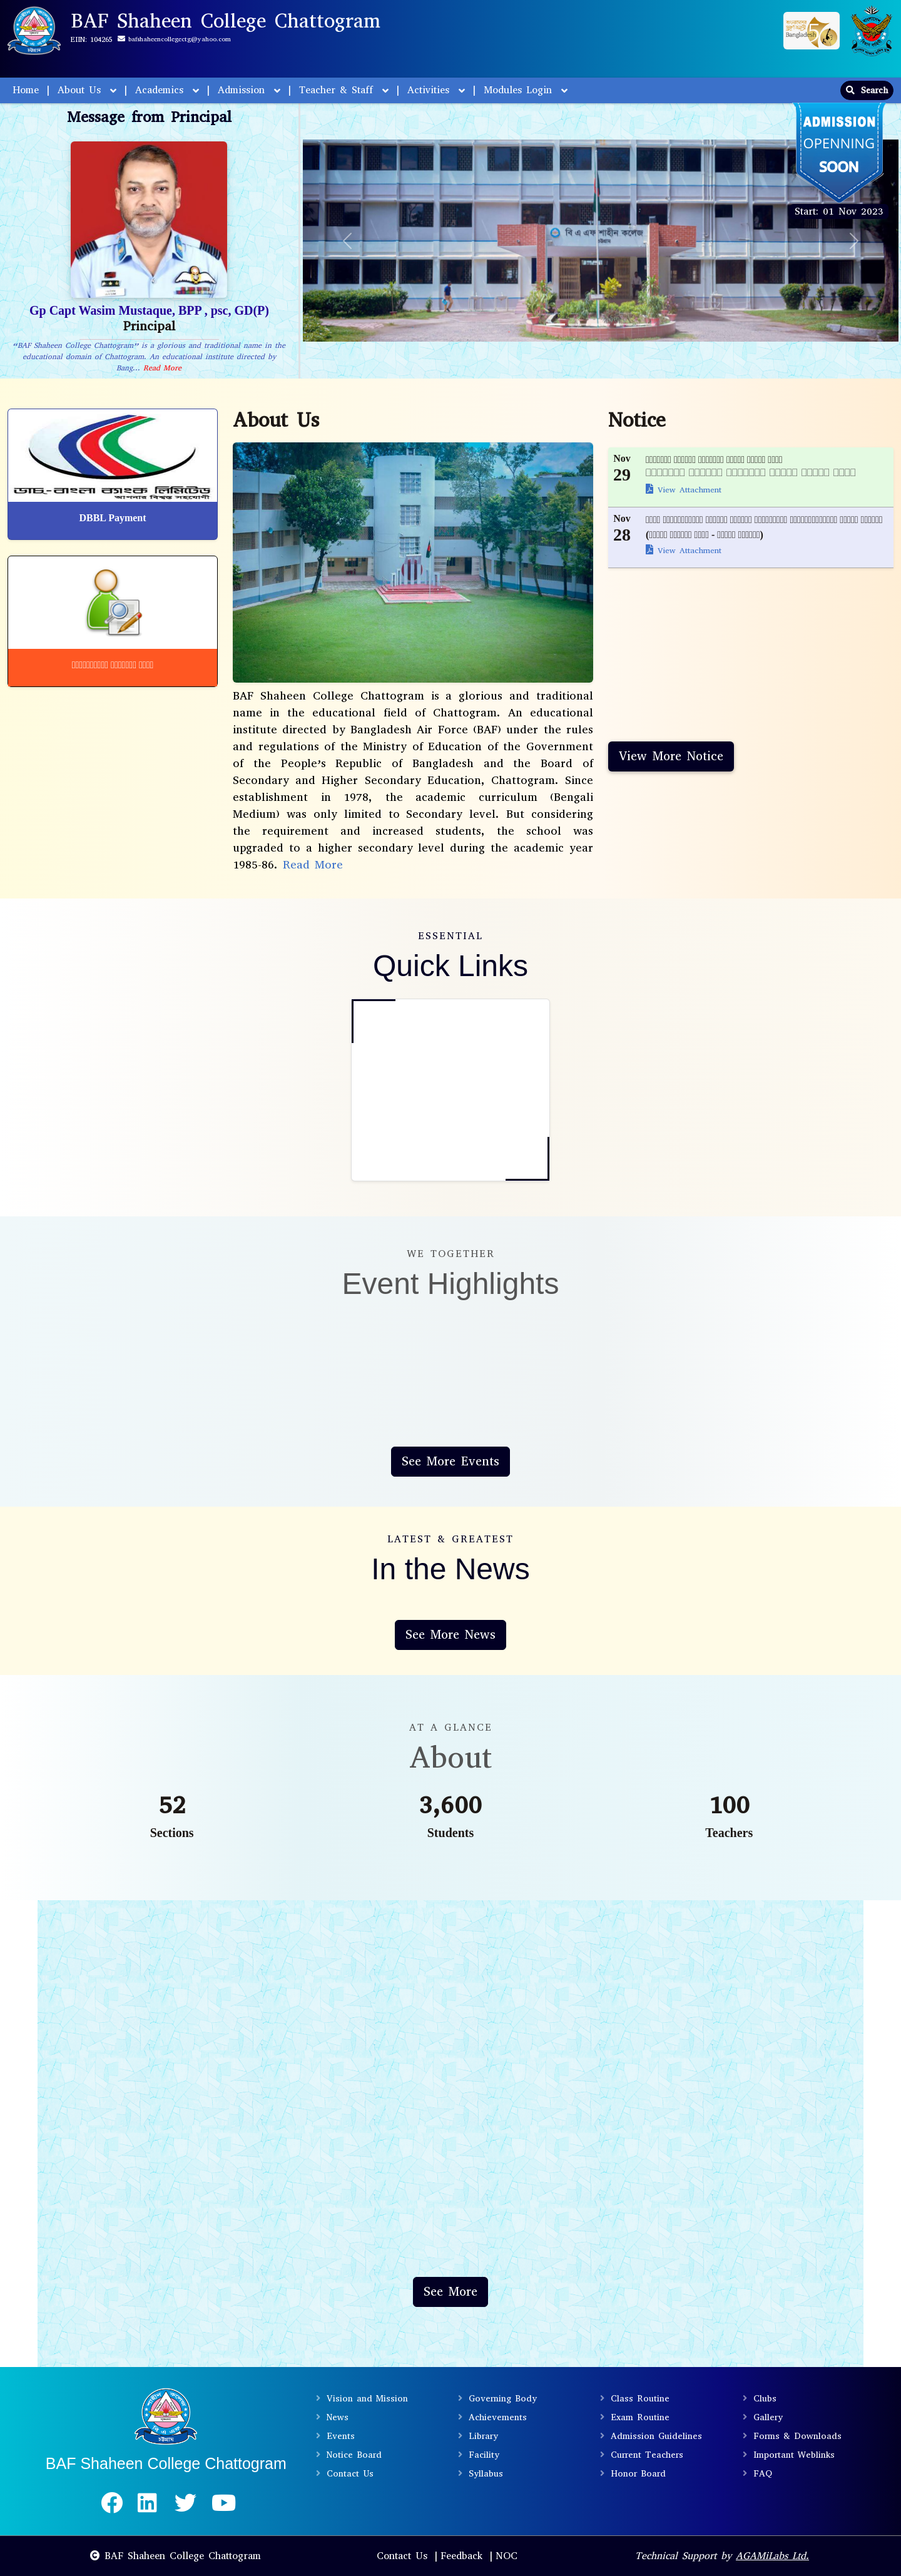 BAF Shaheen College Chattogram
EIIN: 104265 bafshaheencollegectg@yahoo.com
Bangladesh
Home | About Us | Academics | Admission | Teacher & Staff | Activities | Modules Login
Search
Message from Principal
ADMISSION
OPENNING
SOON
Start: 01 Nov 2023
বি এ এফ শাহীন কলেজ
Gp Capt Wasim Mustaque, BPP , psc, GD(P)
Principal
“BAF Shaheen College Chattogram” is a glorious and traditional name in the
educational domain of Chattogram. An educational institute directed by
Bang... Read More
ডাচ্-বাংলা ব্যাংক লিমিটেড
আপনার বিশ্বস্ত সহযোগী
DBBL Payment
About Us
BAF Shaheen College Chattogram is a glorious and traditional
name in the educational field of Chattogram. An educational
institute directed by Bangladesh Air Force (BAF) under the rules
and regulations of the Ministry of Education of the Government
of the People’s Republic of Bangladesh and the Board of
Secondary and Higher Secondary Education, Chattogram. Since
establishment in 1978, the academic curriculum (Bengali
Medium) was only limited to Secondary level. But considering
the requirement and increased students, the school was
upgraded to a higher secondary level during the academic year
1985-86. Read More
Notice
Nov
29
View Attachment
Nov
28
View Attachment
View More Notice
ESSENTIAL
Quick Links
WE TOGETHER
Event Highlights
See More Events
LATEST & GREATEST
In the News
See More News
AT A GLANCE
About
52
Sections
3,600
Students
100
Teachers
See More
BAF Shaheen College Chattogram
Vision and Mission
News
Events
Notice Board
Contact Us
Governing Body
Achievements
Library
Facility
Syllabus
Class Routine
Exam Routine
Admission Guidelines
Current Teachers
Honor Board
Clubs
Gallery
Forms & Downloads
Important Weblinks
FAQ
BAF Shaheen College Chattogram
Contact Us | Feedback | NOC
Technical Support by AGAMiLabs Ltd.